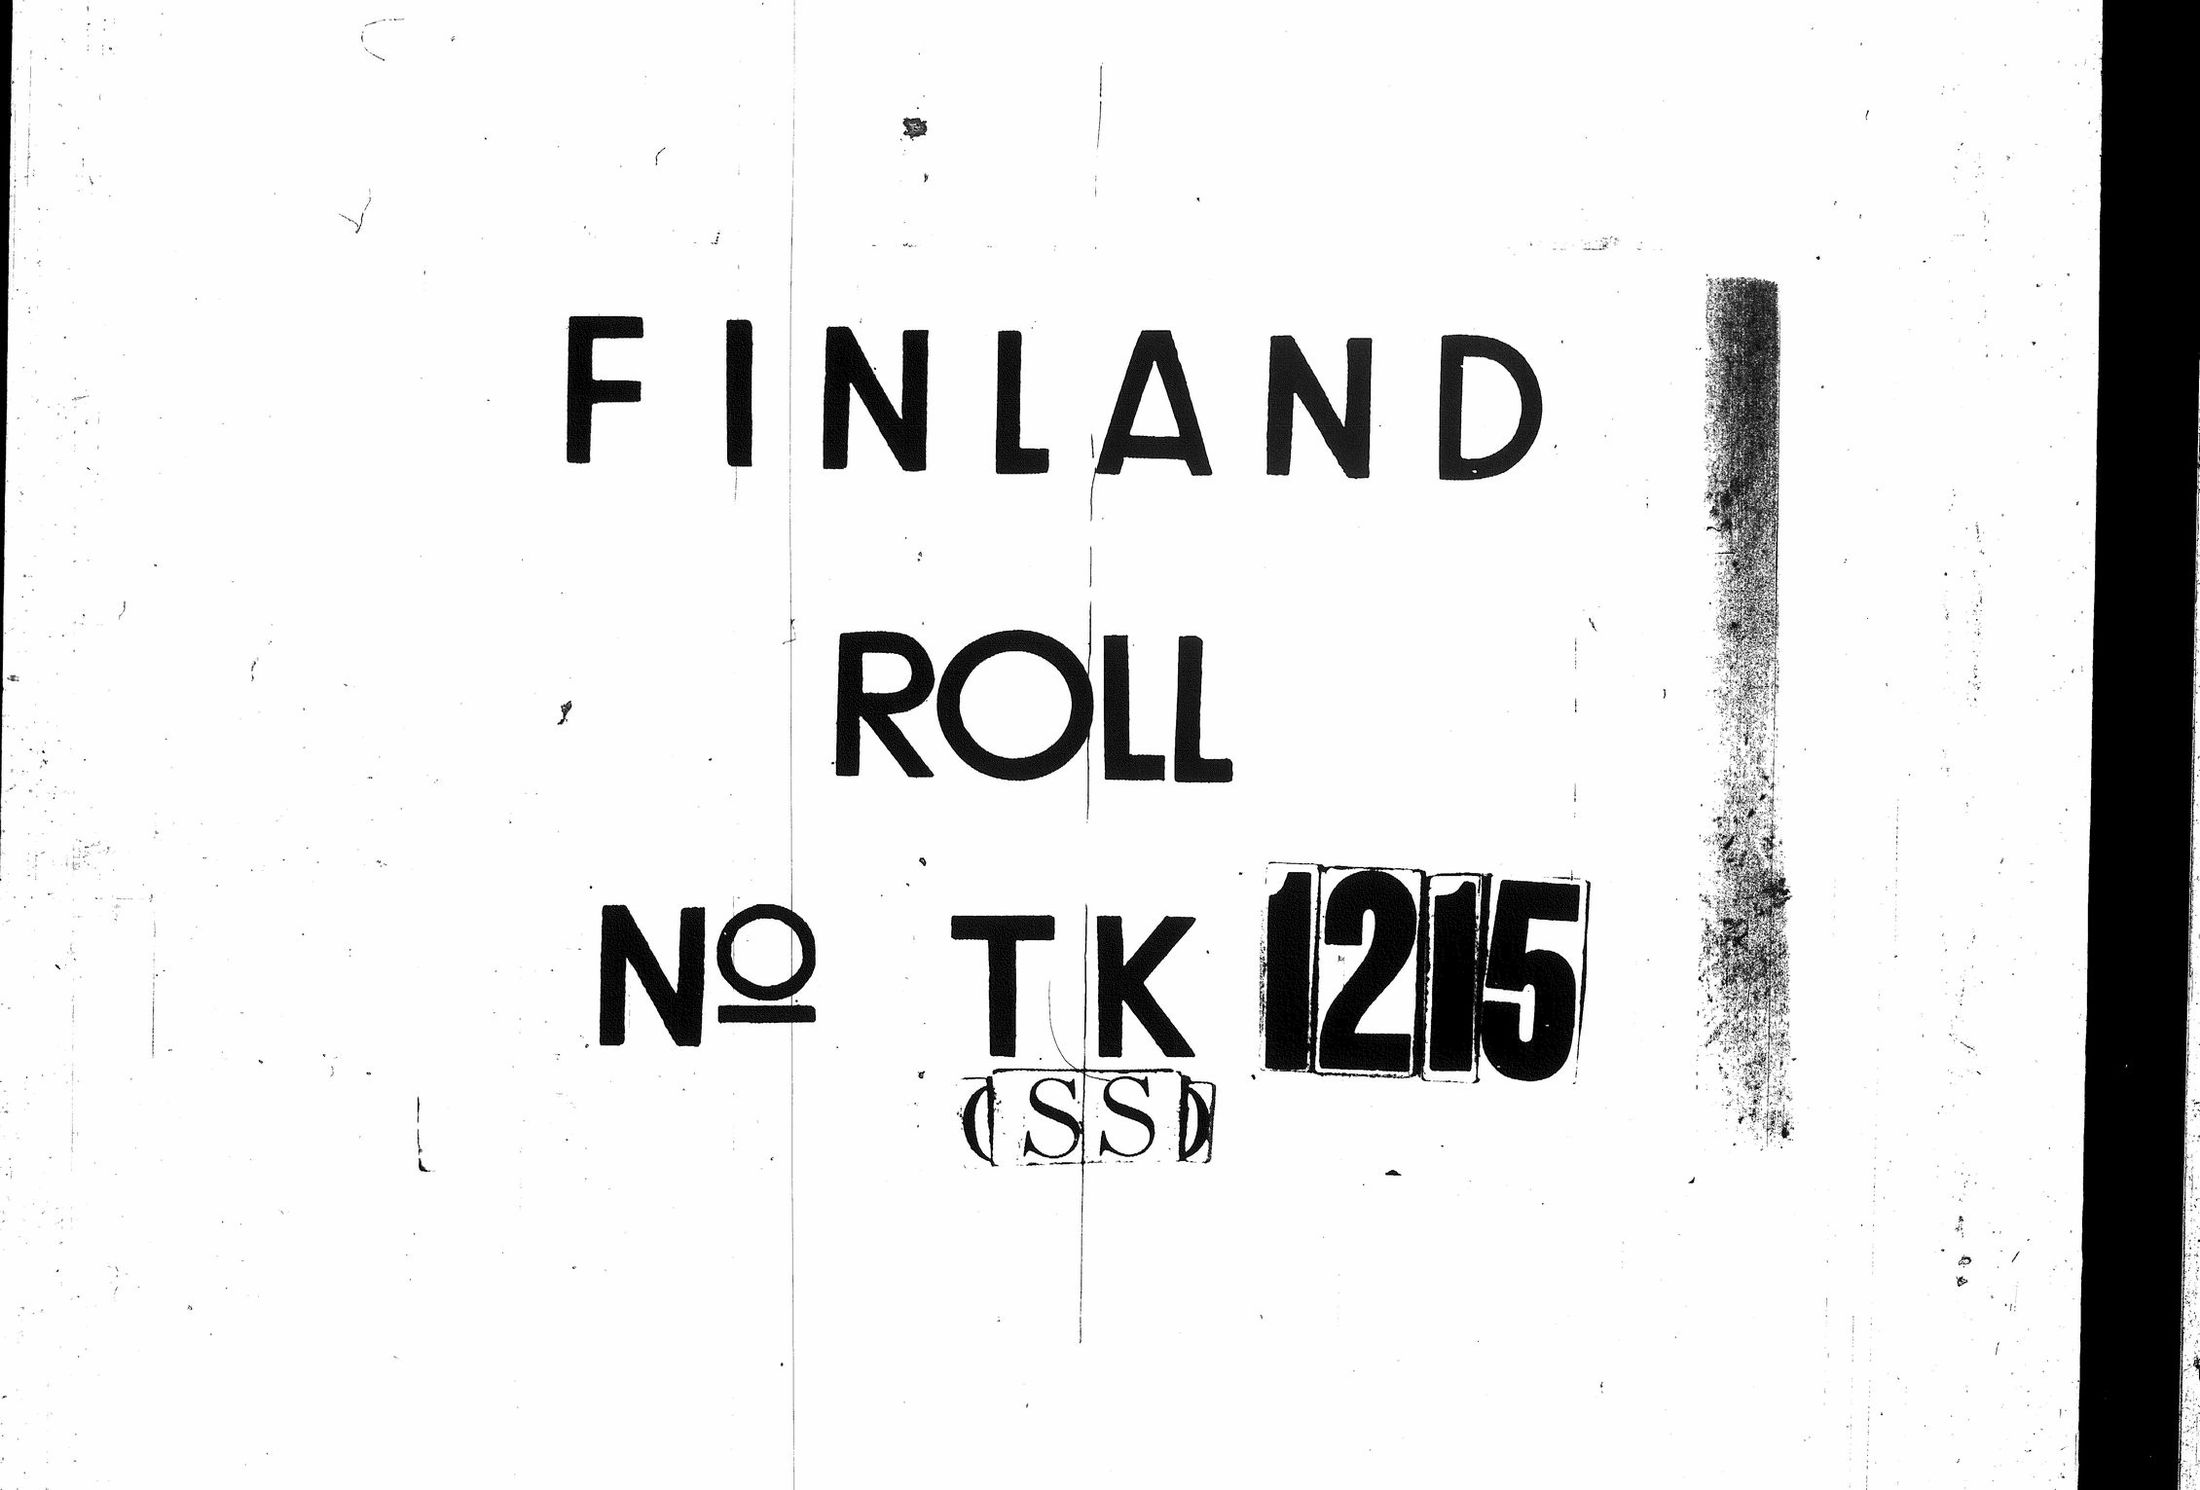 FINLAND
ROLL
Nº TK 1215
(SS)